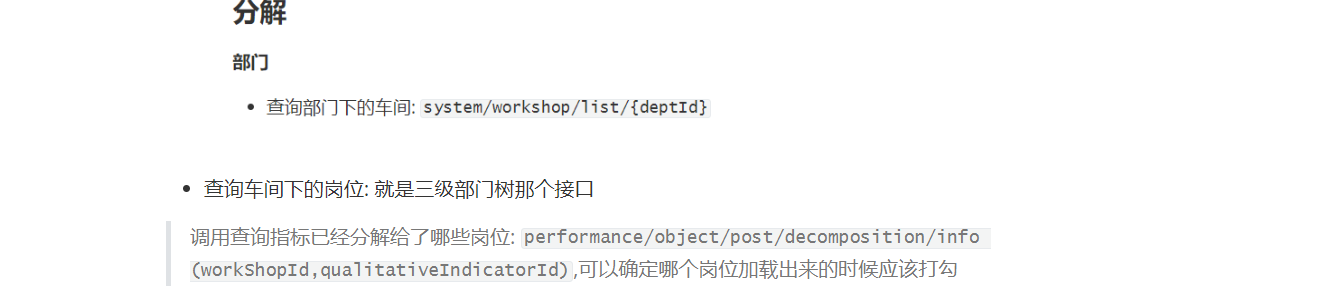 分解
部门
查询部门下的车间: system/workshop/list/{deptId}
查询车间下的岗位: 就是三级部门树那个接口
调用查询指标已经分解给了哪些岗位: performance/object/post/decomposition/info
(workShopId,qualitativeIndicatorId),可以确定哪个岗位加载出来的时候应该打勾